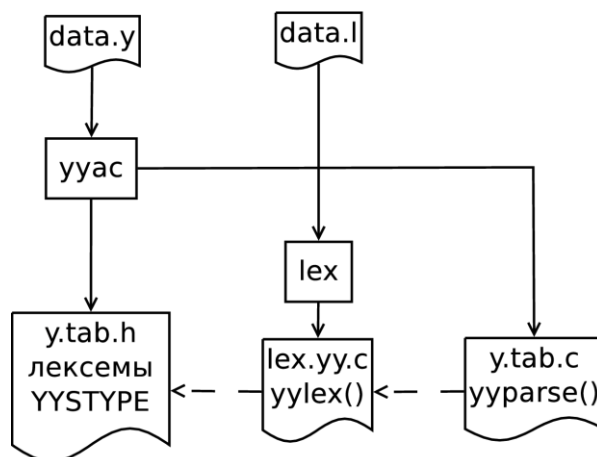 data.y
data.l
yyac
lex
y.tab.h
лексемы
YYSTYPE
lex.yy.c
yylex()
y.tab.c
yyparse()